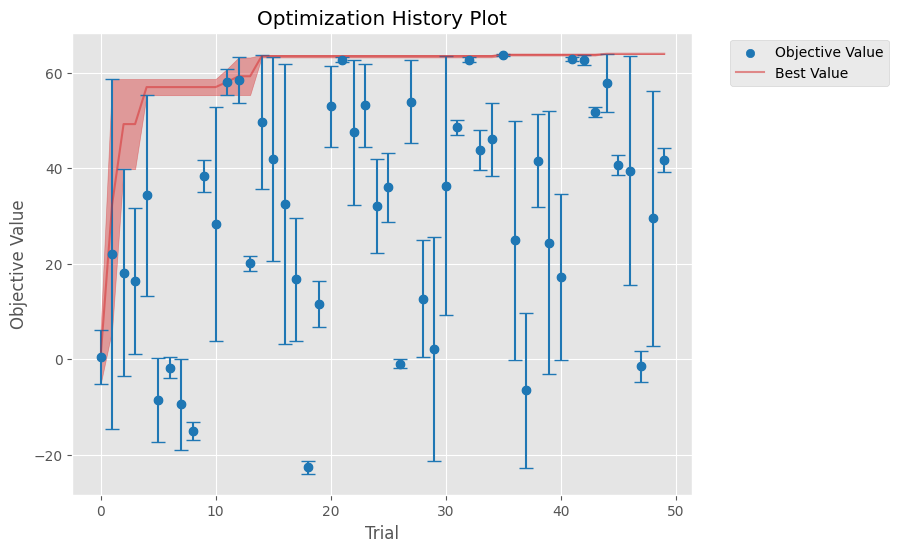 Optimization History Plot
Objective Value
Best Value
Objective Value
60
40
20
0
−20
0 10 20 30 40 50
Trial